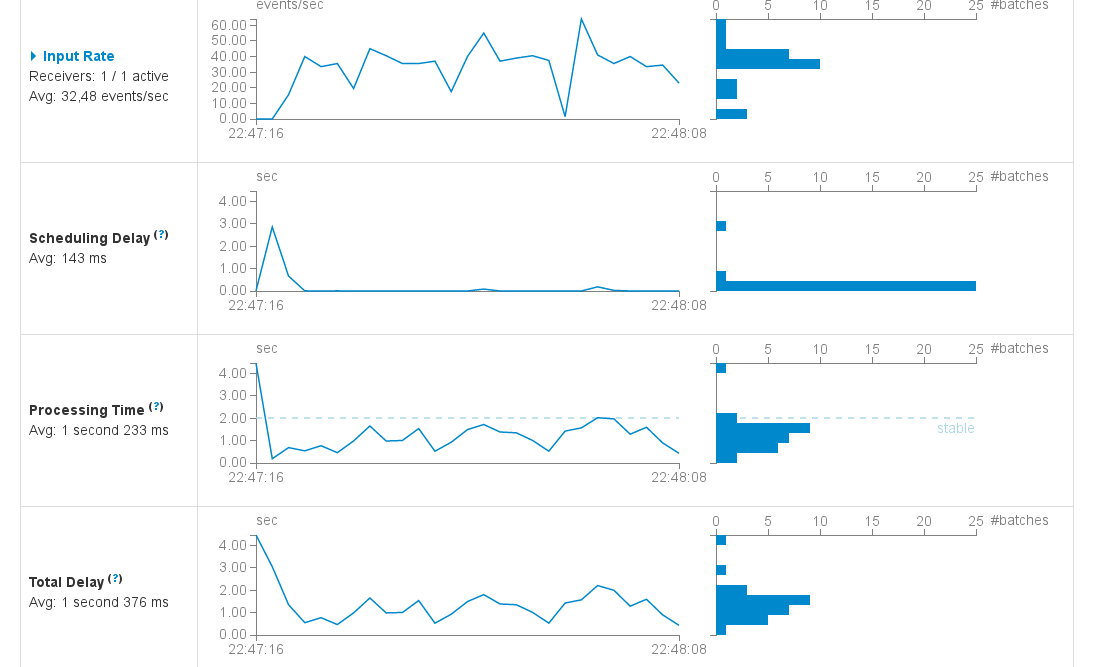 events/sec
0 5 10 15 20 25 #batches
60.00
50.00
40.00
30.00
20.00
10.00
0.00
Input Rate
Receivers: 1 / 1 active
Avg: 32,48 events/sec
22:47:16 22:48:08
sec
0 5 10 15 20 25 #batches
4.00
3.00
2.00
1.00
0.00
Scheduling Delay (?)
Avg: 143 ms
22:47:16 22:48:08
sec
0 5 10 15 20 25 #batches
4.00
3.00
2.00
1.00
0.00
stable
Processing Time (?)
Avg: 1 second 233 ms
22:47:16 22:48:08
sec
0 5 10 15 20 25 #batches
4.00
3.00
2.00
1.00
0.00
Total Delay (?)
Avg: 1 second 376 ms
22:47:16 22:48:08